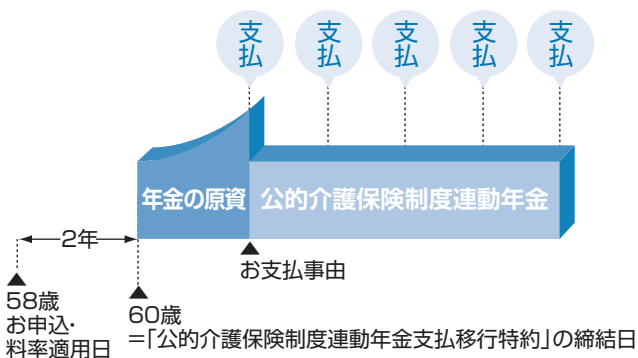 支払
支払
支払
支払
支払
年金の原資
公的介護保険制度連動年金
2年
お支払事由
58歳
お申込・
料率適用日
60歳
=「公的介護保険制度連動年金支払移行特約」の締結日